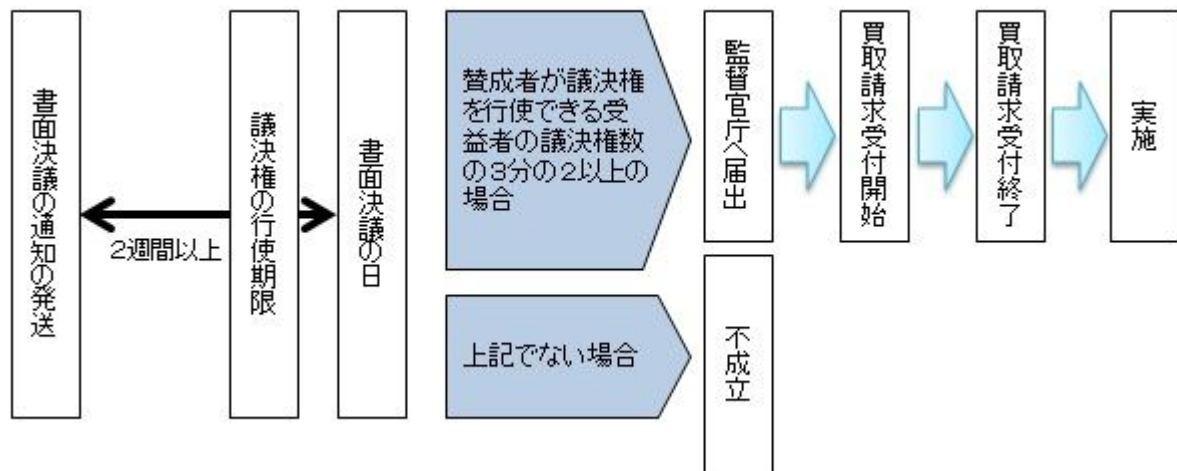 書面決議の通知の発送
2週間以上
議決権の行使期限
書面決議の日
賛成者が議決権
を行使できる受
益者の議決権数
の3分の2以上の
場合
監督官庁へ届出
買取請求受付開始
買取請求受付終了
実施
上記でない場合
不成立